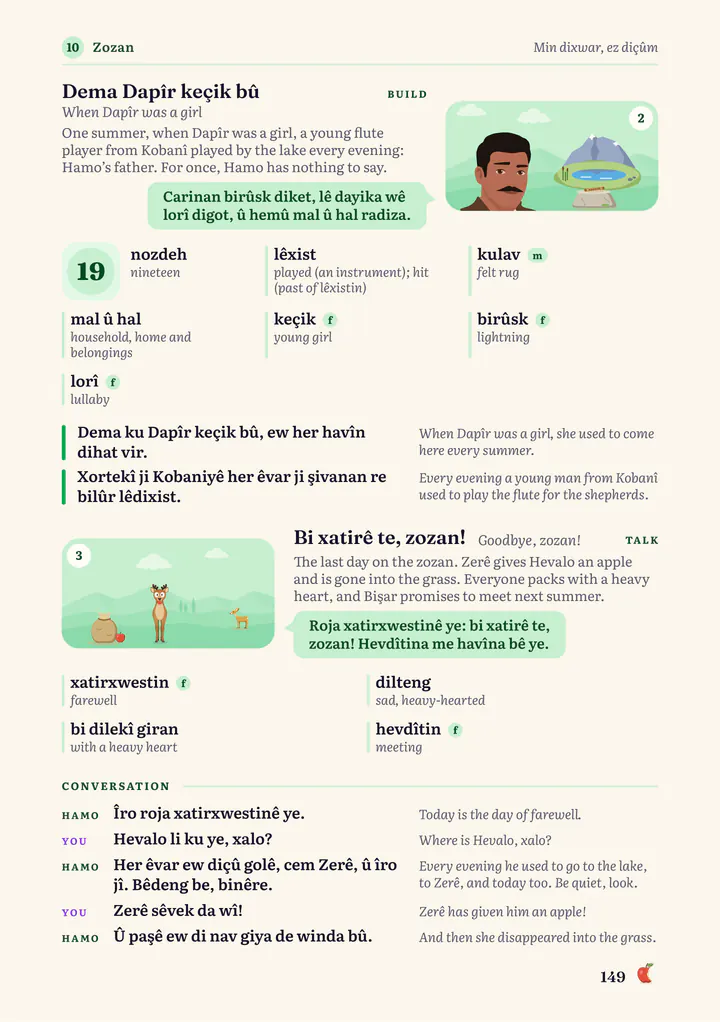 10 Zozan
Min dixwar, ez diçûm
Dema Dapîr keçik bû
BUILD
When Dapîr was a girl
One summer, when Dapîr was a girl, a young flute
player from Kobanî played by the lake every evening:
Hamo's father. For once, Hamo has nothing to say.
2
Carinan birûsk diket, lê dayika wê
lorî digot, û hemû mal û hal radiza.
19
nozdeh
nineteen
lêxist
played (an instrument); hit
(past of lêxistin)
kulav m
felt rug
mal û hal
household, home and
belongings
keçik f
young girl
birûsk f
lightning
lorî f
lullaby
Dema ku Dapîr keçik bû, ew her havîn
dihat vir.
When Dapîr was a girl, she used to come
here every summer.
Xortekî ji Kobaniyê her êvar ji şivanan re
bilûr lêdixist.
Every evening a young man from Kobanî
used to play the flute for the shepherds.
3
Bi xatirê te, zozan! Goodbye, zozan!
TALK
The last day on the zozan. Zerê gives Hevalo an apple
and is gone into the grass. Everyone packs with a heavy
heart, and Bişar promises to meet next summer.
Roja xatirxwestinê ye: bi xatirê te,
zozan! Hevdîtina me havîna bê ye.
xatirxwestin f
farewell
dilteng
sad, heavy-hearted
bi dilekî giran
with a heavy heart
hevdîtin f
meeting
CONVERSATION
HAMO Îro roja xatirxwestinê ye. Today is the day of farewell.
YOU Hevalo li ku ye, xalo? Where is Hevalo, xalo?
HAMO Her êvar ew diçû golê, cem Zerê, û îro
jî. Bêdeng be, binêre.
Every evening he used to go to the lake,
to Zerê, and today too. Be quiet, look.
YOU Zerê sêvek da wî! Zerê has given him an apple!
HAMO Û paşê ew di nav giya de winda bû. And then she disappeared into the grass.
149